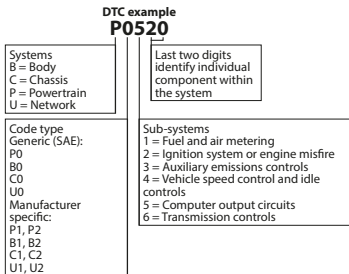 DTC example
P0520
Systems
B = Body
C = Chassis
P = Powertrain
U = Network
Last two digits
identify individual
component within
the system
Code type
Generic (SAE):
P0
B0
C0
U0
Manufacturer
specific:
P1, P2
B1, B2
C1, C2
U1, U2
Sub-systems
1 = Fuel and air metering
2 = Ignition system or engine misfire
3 = Auxiliary emissions controls
4 = Vehicle speed control and idle
controls
5 = Computer output circuits
6 = Transmission controls